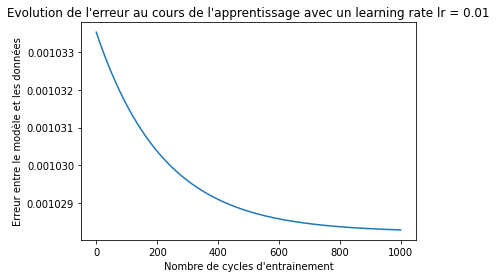 Evolution de l'erreur au cours de l'apprentissage avec un learning rate lr = 0.01
Erreur entre le modèle et les données
0.001033
0.001032
0.001031
0.001030
0.001029
0 200 400 600 800 1000
Nombre de cycles d'entrainement